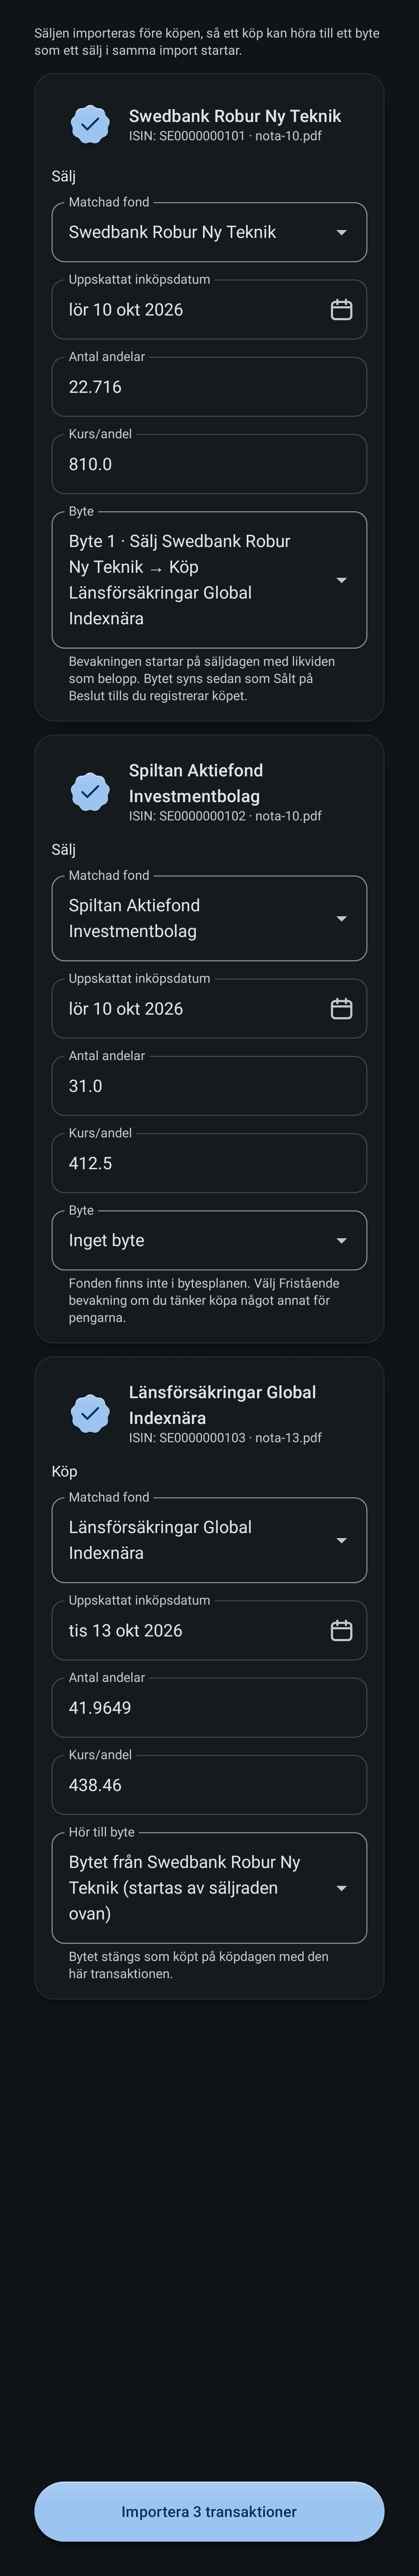 Säljen importeras före köpen, så ett köp kan höra till ett byte
som ett sälj i samma import startar.
Swedbank Robur Ny Teknik
ISIN: SE0000000101 · nota-10.pdf
Sälj
Matchad fond
Swedbank Robur Ny Teknik
Uppskattat inköpsdatum
lör 10 okt 2026
Antal andelar
22.716
Kurs/andel
810.0
Byte
Byte 1 · Sälj Swedbank Robur
Ny Teknik → Köp
Länsförsäkringar Global
Indexnära
Bevakningen startar på säljdagen med likviden
som belopp. Bytet syns sedan som Sålt på
Beslut tills du registrerar köpet.
Spiltan Aktiefond
Investmentbolag
ISIN: SE0000000102 · nota-10.pdf
Sälj
Matchad fond
Spiltan Aktiefond
Investmentbolag
Uppskattat inköpsdatum
lör 10 okt 2026
Antal andelar
31.0
Kurs/andel
412.5
Byte
Inget byte
Fonden finns inte i bytesplanen. Välj Fristående
bevakning om du tänker köpa något annat för
pengarna.
Länsförsäkringar Global
Indexnära
ISIN: SE0000000103 · nota-13.pdf
Köp
Matchad fond
Länsförsäkringar Global
Indexnära
Uppskattat inköpsdatum
tis 13 okt 2026
Antal andelar
41.9649
Kurs/andel
438.46
Hör till byte
Bytet från Swedbank Robur Ny
Teknik (startas av säljraden
ovan)
Bytet stängs som köpt på köpdagen med den
här transaktionen.
Importera 3 transaktioner